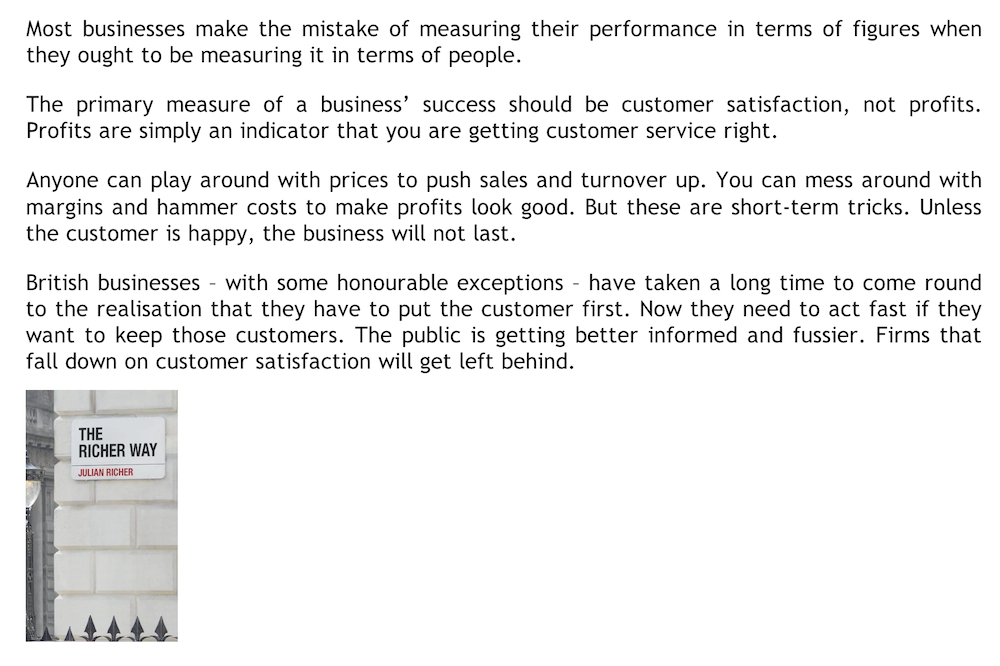 Most businesses make the mistake of measuring their performance in terms of figures when
they ought to be measuring it in terms of people.
The primary measure of a business’ success should be customer satisfaction, not profits.
Profits are simply an indicator that you are getting customer service right.
Anyone can play around with prices to push sales and turnover up. You can mess around with
margins and hammer costs to make profits look good. But these are short-term tricks. Unless
the customer is happy, the business will not last.
British businesses – with some honourable exceptions – have taken a long time to come round
to the realisation that they have to put the customer first. Now they need to act fast if they
want to keep those customers. The public is getting better informed and fussier. Firms that
fall down on customer satisfaction will get left behind.
THE
RICHER WAY
JULIAN RICHER